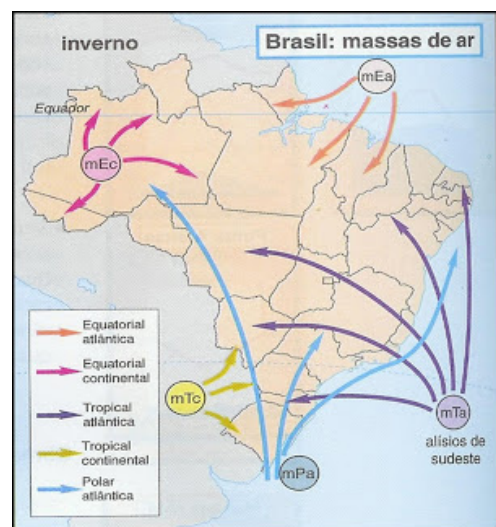 inverno
Brasil: massas de ar
mEa
Equador
mEc
Equatorial
atlântica
Equatorial
continental
Tropical
atlântica
Tropical
continental
Polar
atlântica
mTc
mTa
alísios de
sudeste
mPa